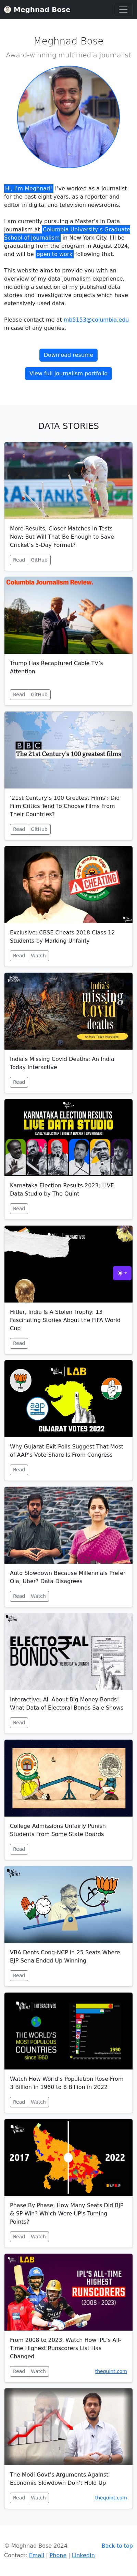 Meghnad Bose
Meghnad Bose
Award-winning multimedia journalist
Hi, I'm Meghnad! I've worked as a journalist
for the past eight years, as a reporter and
editor in digital and television newsrooms.
I am currently pursuing a Master's in Data
Journalism at Columbia University's Graduate
School of Journalism in New York City. I'll be
graduating from the program in August 2024,
and will be open to work following that.
This website aims to provide you with an
overview of my data journalism experience,
including a selection of my published data
stories and interactive projects which have
extensively used data.
Please contact me at mb5153@columbia.edu
in case of any queries.
Download resume
View full journalism portfolio
DATA STORIES
More Results, Closer Matches in Tests
Now: But Will That Be Enough to Save
Cricket's 5-Day Format?
Read GitHub
Columbia Journalism Review.
Trump Has Recaptured Cable TV's
Attention
Read GitHub
BBC
The 21st Century's 100 greatest films
'21st Century's 100 Greatest Films': Did
Film Critics Tend To Choose Films From
Their Countries?
Read GitHub
CHEATING
Exclusive: CBSE Cheats 2018 Class 12
Students by Marking Unfairly
Read Watch
India's
missing
Covid
deaths
India's Missing Covid Deaths: An India
Today Interactive
Read
KARNATAKA ELECTION RESULTS
LIVE DATA STUDIO
Karnataka Election Results 2023: LIVE
Data Studio by The Quint
Read
Hitler, India & A Stolen Trophy: 13
Fascinating Stories About the FIFA World
Cup
Read
LAB
GUJARAT VOTES 2022
Why Gujarat Exit Polls Suggest That Most
of AAP's Vote Share Is From Congress
Read
Auto Slowdown Because Millennials Prefer
Ola, Uber? Data Disagrees
Read Watch
ELECTORAL
BONDS
Interactive: All About Big Money Bonds!
What Data of Electoral Bonds Sale Shows
Read
College Admissions Unfairly Punish
Students From Some State Boards
Read
VBA Dents Cong-NCP in 25 Seats Where
BJP-Sena Ended Up Winning
Read
INTERACTIVES
THE WORLD'S
MOST
POPULOUS
COUNTRIES
SINCE 1960
1990
Watch How World's Population Rose From
3 Billion in 1960 to 8 Billion in 2022
Read Watch
2017 2022
Phase By Phase, How Many Seats Did BJP
& SP Win? Which Were UP's Turning
Points?
Read Watch
LAB
IPL'S ALL-TIME
HIGHEST
RUNSCORERS
(2008 - 2023)
From 2008 to 2023, Watch How IPL's All-
Time Highest Runscorers List Has
Changed
Read Watch thequint.com
The Modi Govt's Arguments Against
Economic Slowdown Don't Hold Up
Read Watch thequint.com
© Meghnad Bose 2024 Back to top
Contact: Email | Phone | LinkedIn